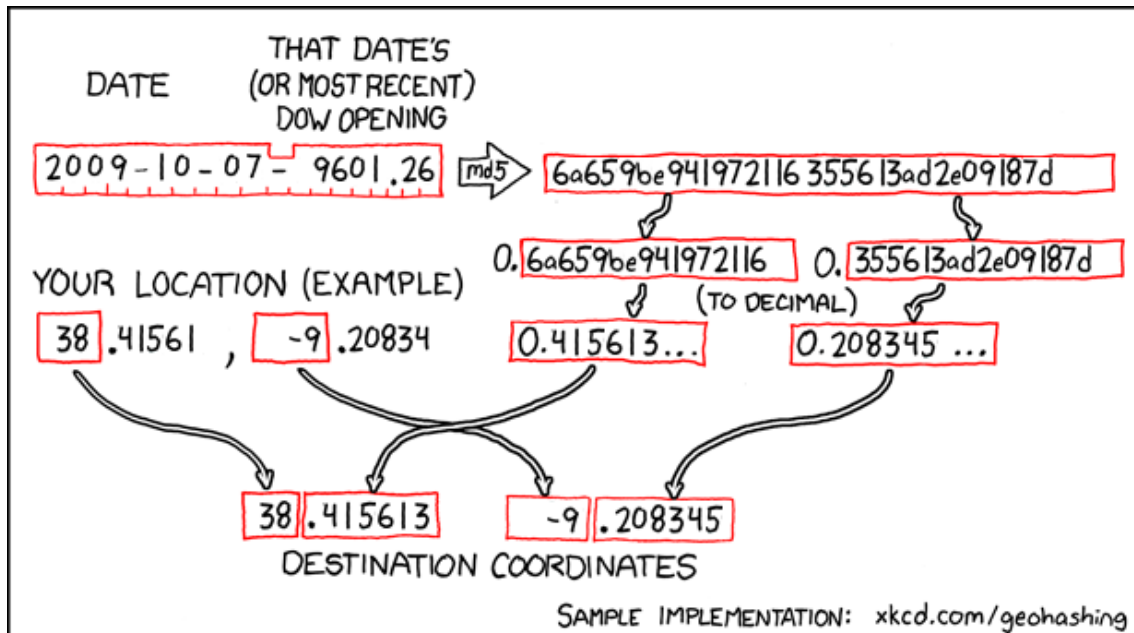 DATE
THAT DATE'S
(OR MOST RECENT)
DOW OPENING
2009-10-07- 9601.26
md5
6a659be941972116355613ad2e09187d
0.6a659be941972116
0.355613ad2e09187d
(TO DECIMAL)
YOUR LOCATION (EXAMPLE)
38.41561, -9.20834
0.415613...
0.208345...
38.415613
-9.208345
DESTINATION COORDINATES
SAMPLE IMPLEMENTATION: xkcd.com/geohashing